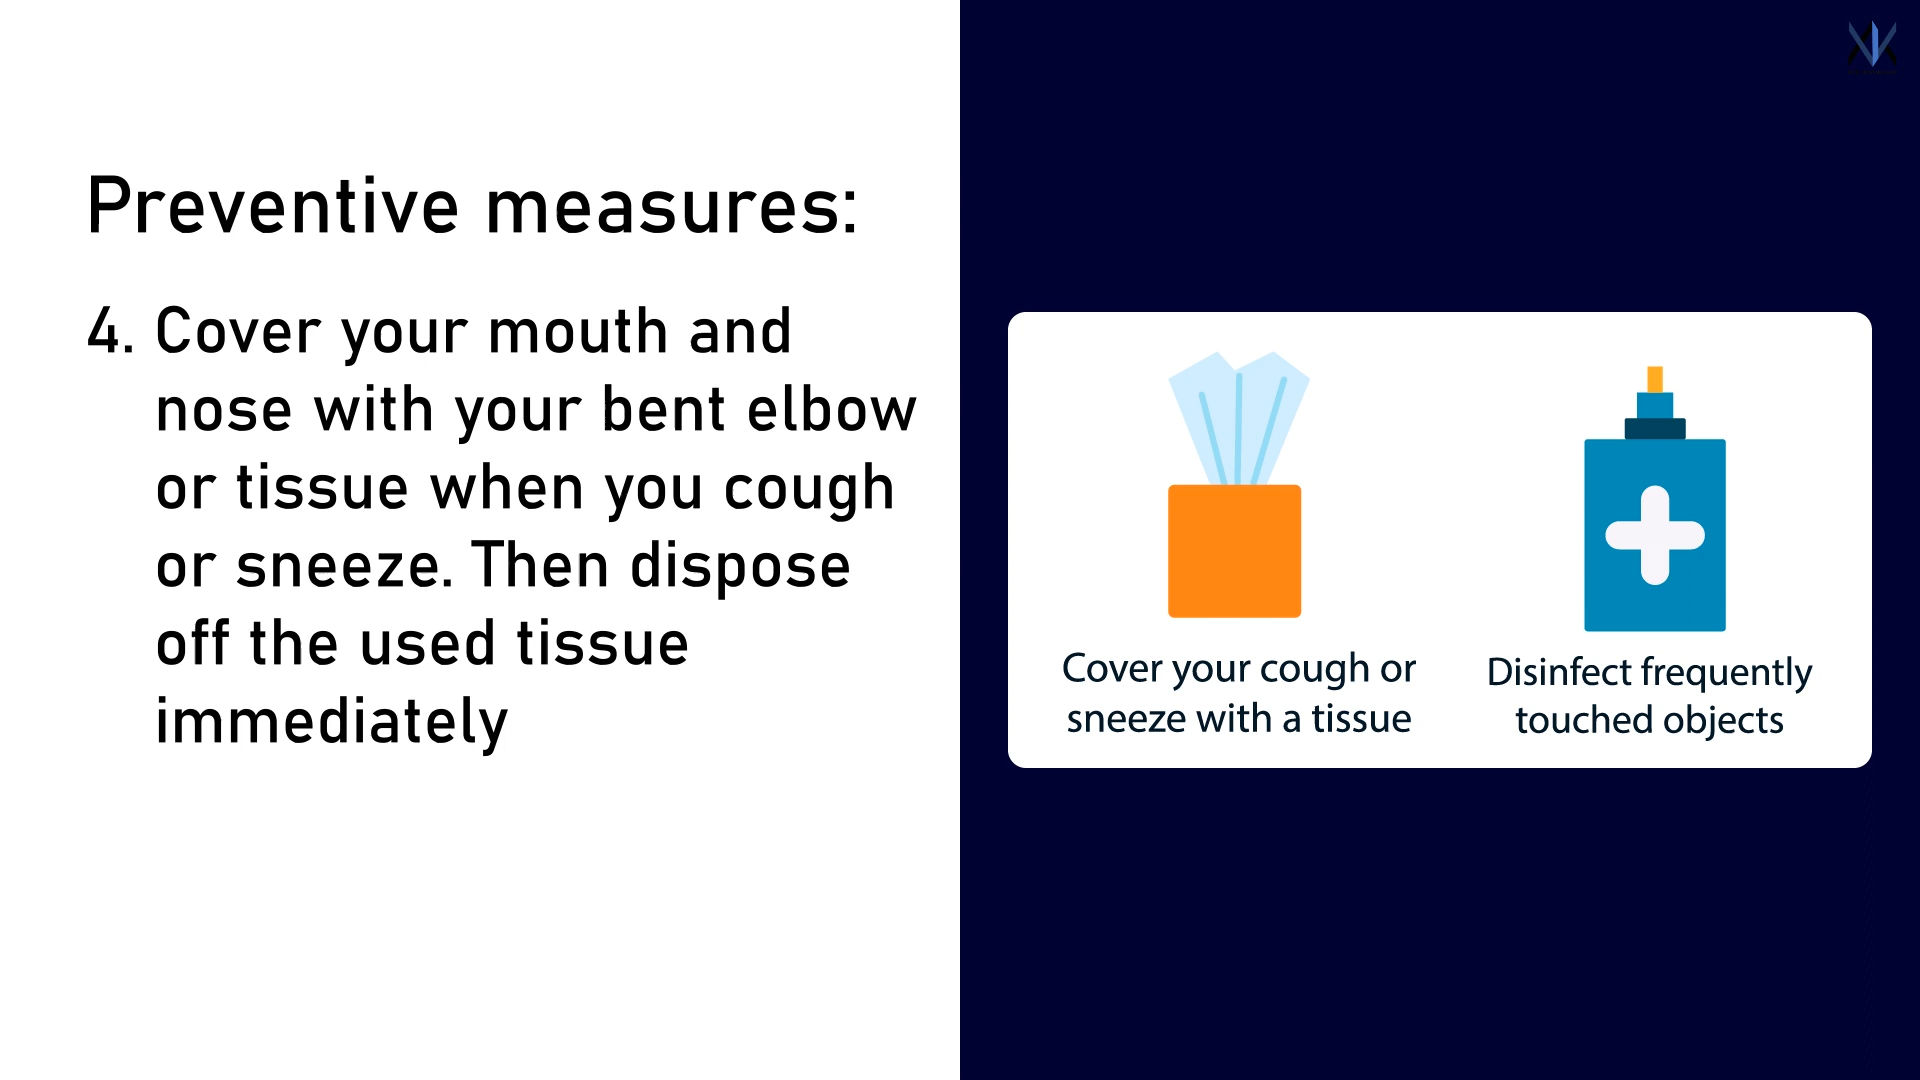 Preventive measures:
4. Cover your mouth and
nose with your bent elbow
or tissue when you cough
or sneeze. Then dispose
off the used tissue
immediately
Cover your cough or
sneeze with a tissue
Disinfect frequently
touched objects